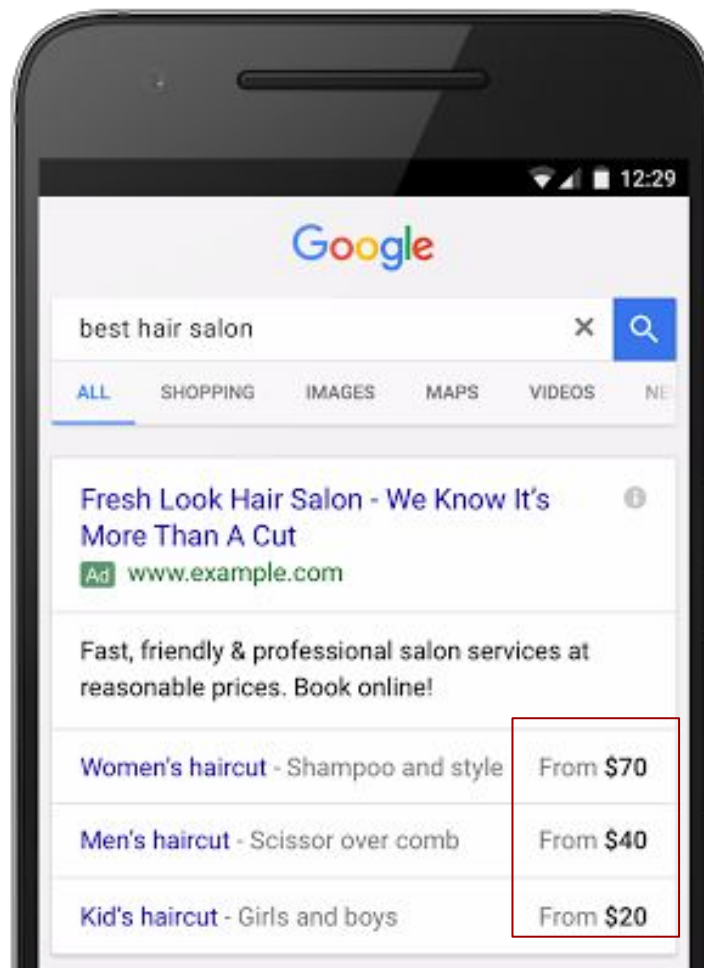 12:29
Google
best hair salon ×
ALL SHOPPING IMAGES MAPS VIDEOS NE
Fresh Look Hair Salon - We Know It's
More Than A Cut
Ad www.example.com
Fast, friendly & professional salon services at
reasonable prices. Book online!
Women's haircut - Shampoo and style From $70
Men's haircut - Scissor over comb From $40
Kid's haircut - Girls and boys From $20